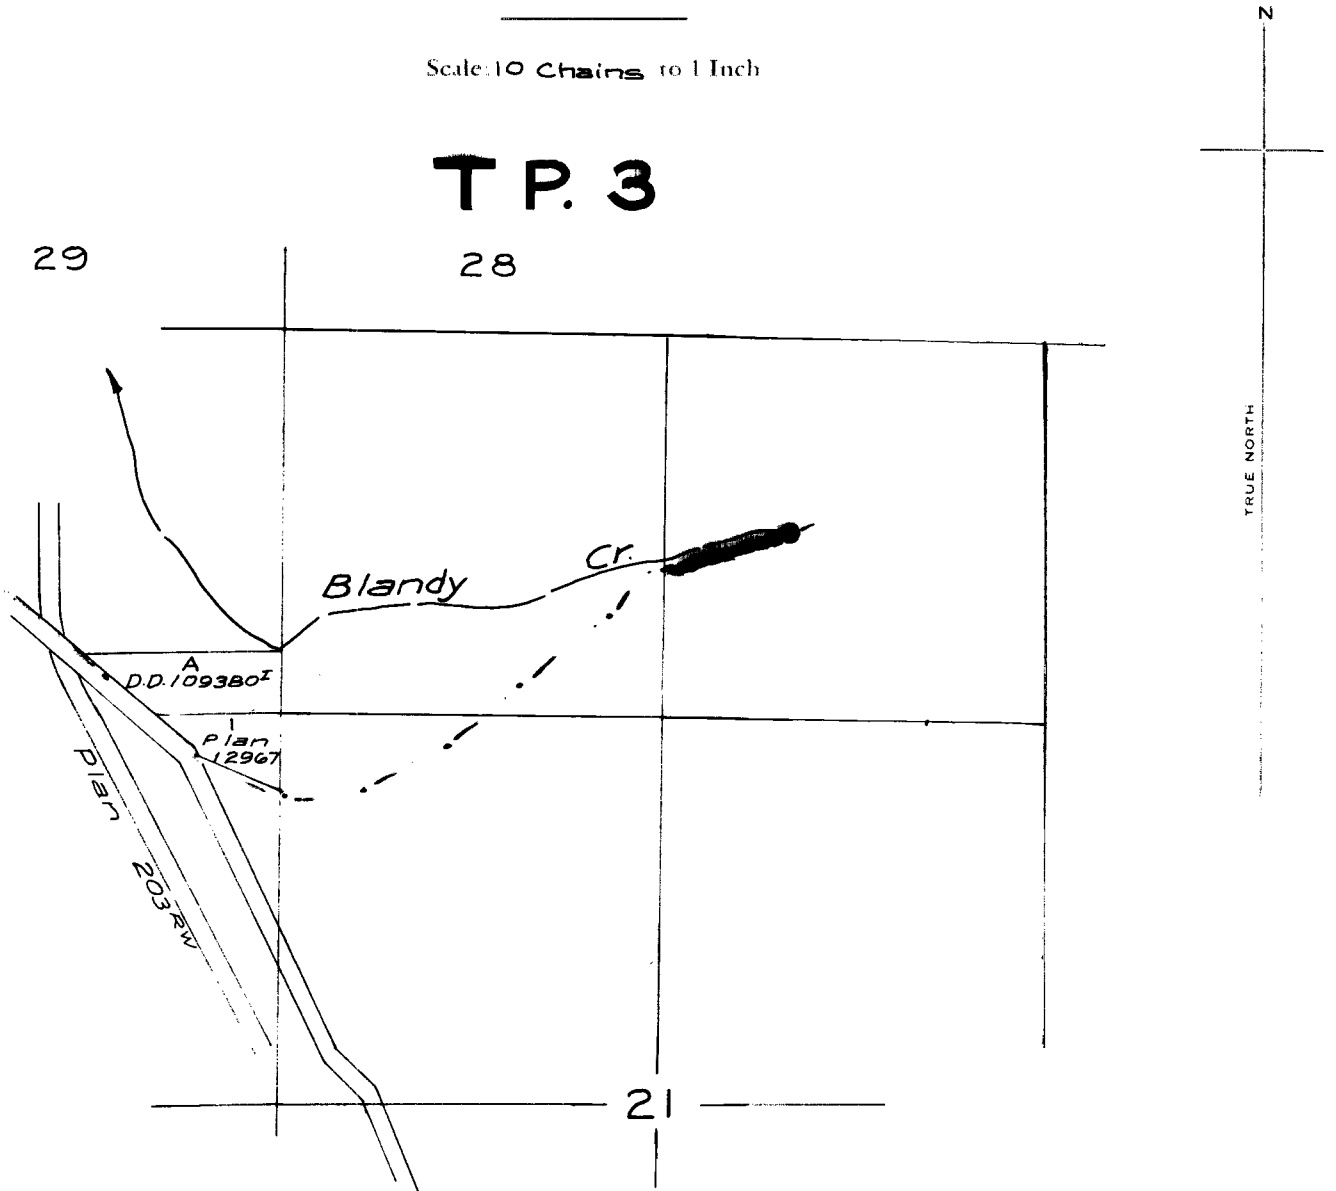 N
Scale: 10 Chains to 1 Inch
TP. 3
29
28
TRUE NORTH
Cr.
Blandy
A
D.D.109380I
1
Plan
12967
Plan 203RW
21